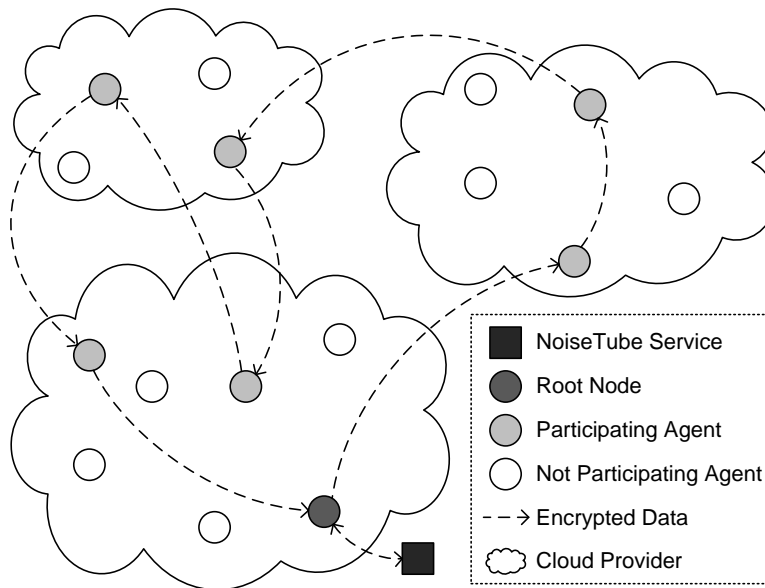 NoiseTube Service
Root Node
Participating Agent
Not Participating Agent
Encrypted Data
Cloud Provider